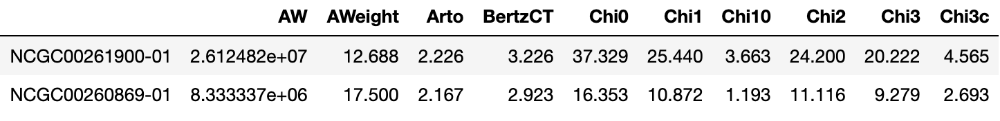 AW AWeight Arto BertzCT Chi0 Chi1 Chi10 Chi2 Chi3 Chi3c
NCGC00261900-01 2.612482e+07 12.688 2.226 3.226 37.329 25.440 3.663 24.200 20.222 4.565
NCGC00260869-01 8.333337e+06 17.500 2.167 2.923 16.353 10.872 1.193 11.116 9.279 2.693